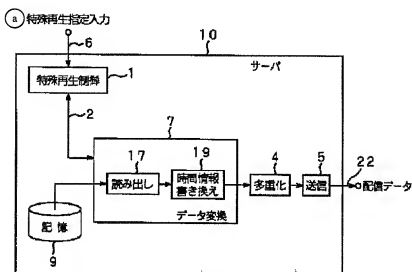 a 特殊再生指定入力
6
10
サーバ
特殊再生制御
1
2
7
17
19
4
5
22
読み出し
時間情報
書き換え
多重化
送信
配信データ
データ変換
記憶
9